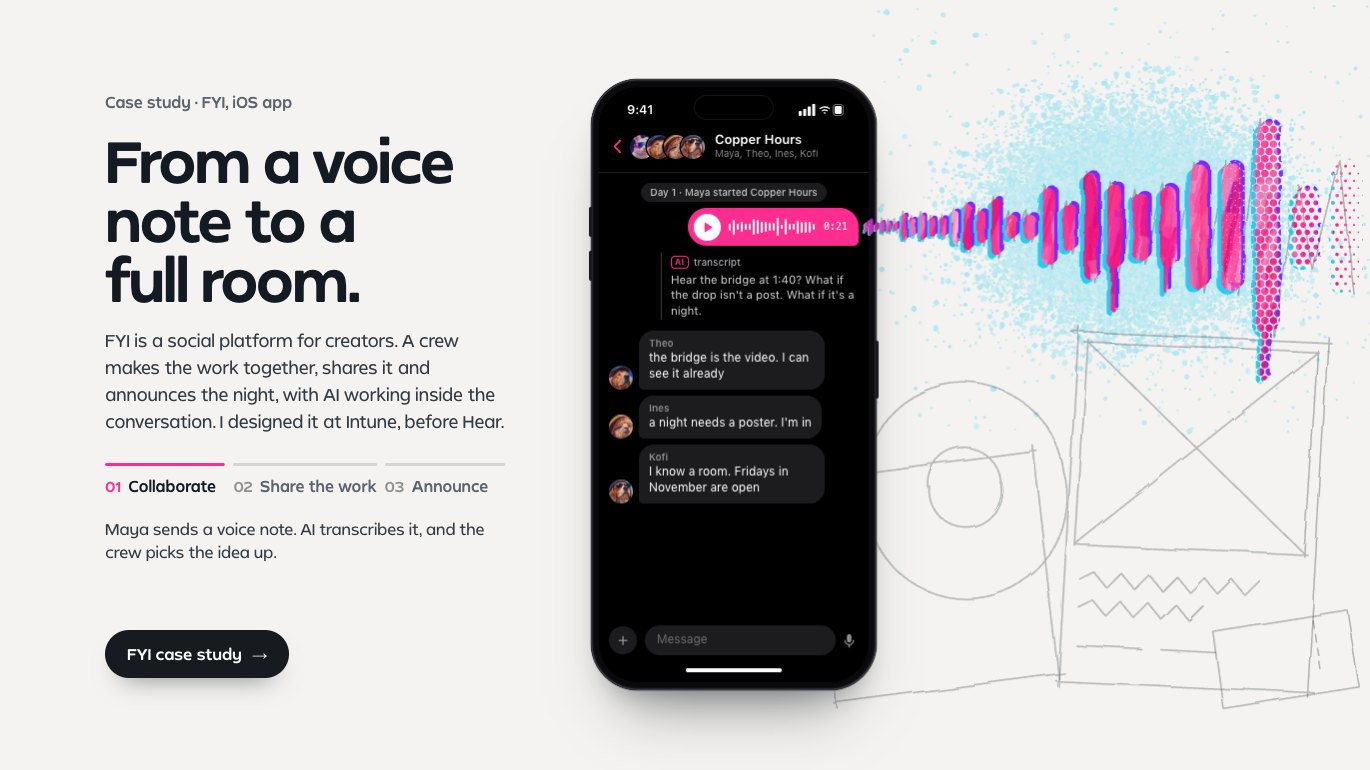 Case study · FYI, iOS app
From a voice
note to a
full room.
FYI is a social platform for creators. A crew
makes the work together, shares it and
announces the night, with AI working inside the
conversation. I designed it at Intune, before Hear.
01 Collaborate
02 Share the work
03 Announce
Maya sends a voice note. AI transcribes it, and the
crew picks the idea up.
FYI case study →
9:41
Copper Hours
Maya, Theo, Ines, Kofi
Day 1 · Maya started Copper Hours
0:21
AI transcript
Hear the bridge at 1:40? What if
the drop isn't a post. What if it's a
night.
Theo
the bridge is the video. I can
see it already
Ines
a night needs a poster. I'm in
Kofi
I know a room. Fridays in
November are open
Message